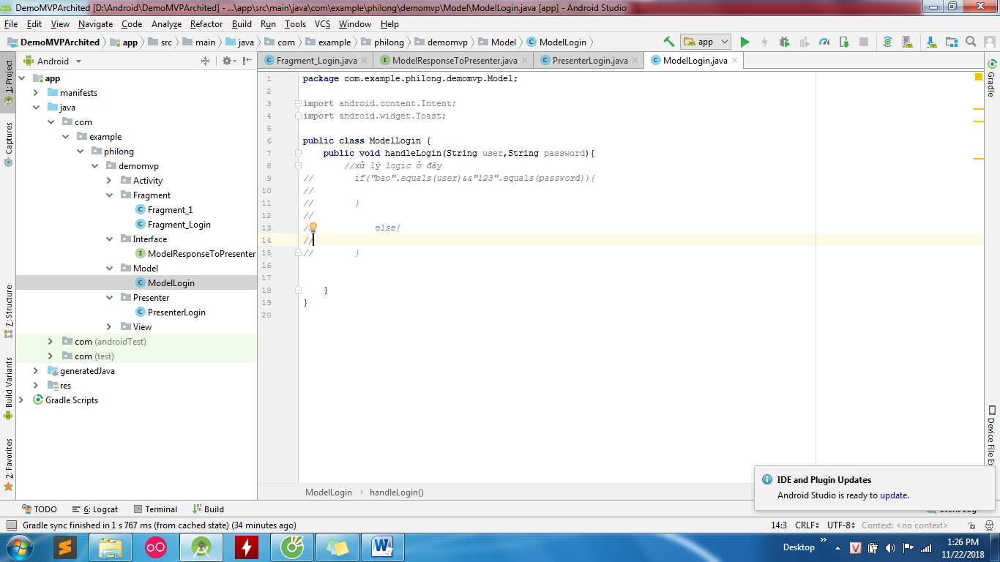 DemoMVPArchited [D:\Android\DemoMVPArchited] - ...\app\src\main\java\com\example\philong\demomvp\Model\ModelLogin.java [app] - Android Studio
File Edit View Navigate Code Analyze Refactor Build Run Tools VCS Window Help
DemoMVPArchited app src main java com example philong demomvp Model ModelLogin app
Android
Fragment_Login.java ModelResponseToPresenter.java PresenterLogin.java ModelLogin.java
1: Project
Captures
7: Structure
Build Variants
2: Favorites
app
manifests
java
com
example
philong
demomvp
Activity
Fragment
Fragment_1
Fragment_Login
Interface
ModelResponseToPresenter
Model
ModelLogin
Presenter
PresenterLogin
View
com (androidTest)
com (test)
generatedJava
res
Gradle Scripts
1 package com.example.philong.demomvp.Model;
2
3 import android.content.Intent;
4 import android.widget.Toast;
5
6 public class ModelLogin {
7 public void handleLogin(String user,String password){
8 //xử lý logic ở đây
9 // if("bao".equals(user)&&"123".equals(password)){
10 //
11 // }
12 //
13 // else{
14 //
15 // }
16
17
18 }
19 }
20
Gradle
Device File Ex
ModelLogin handleLogin()
IDE and Plugin Updates
Android Studio is ready to update.
TODO 6: Logcat Terminal Build Event Log
Gradle sync finished in 1 s 767 ms (from cached state) (34 minutes ago) 14:3 CRLF UTF-8 Context: <no context>
Desktop » 1:26 PM
11/22/2018